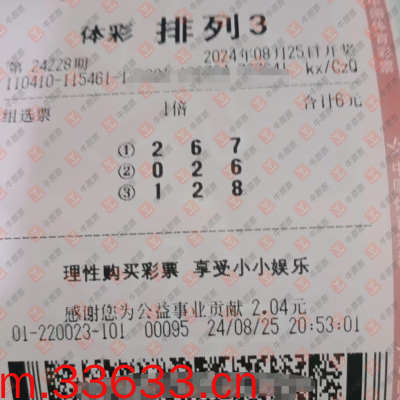 体彩 排列3
第 24228期 2024年08月25日开奖
110410-115461-1 kx/CzQ
组选票 1倍 合计6元
① 2 6 7
② 0 2 6
③ 1 2 8
理性购买彩票 享受小小娱乐
感谢您为公益事业贡献 2.04元
01-220023-101 00095 24/08/25 20:53:01
m.33633.cn